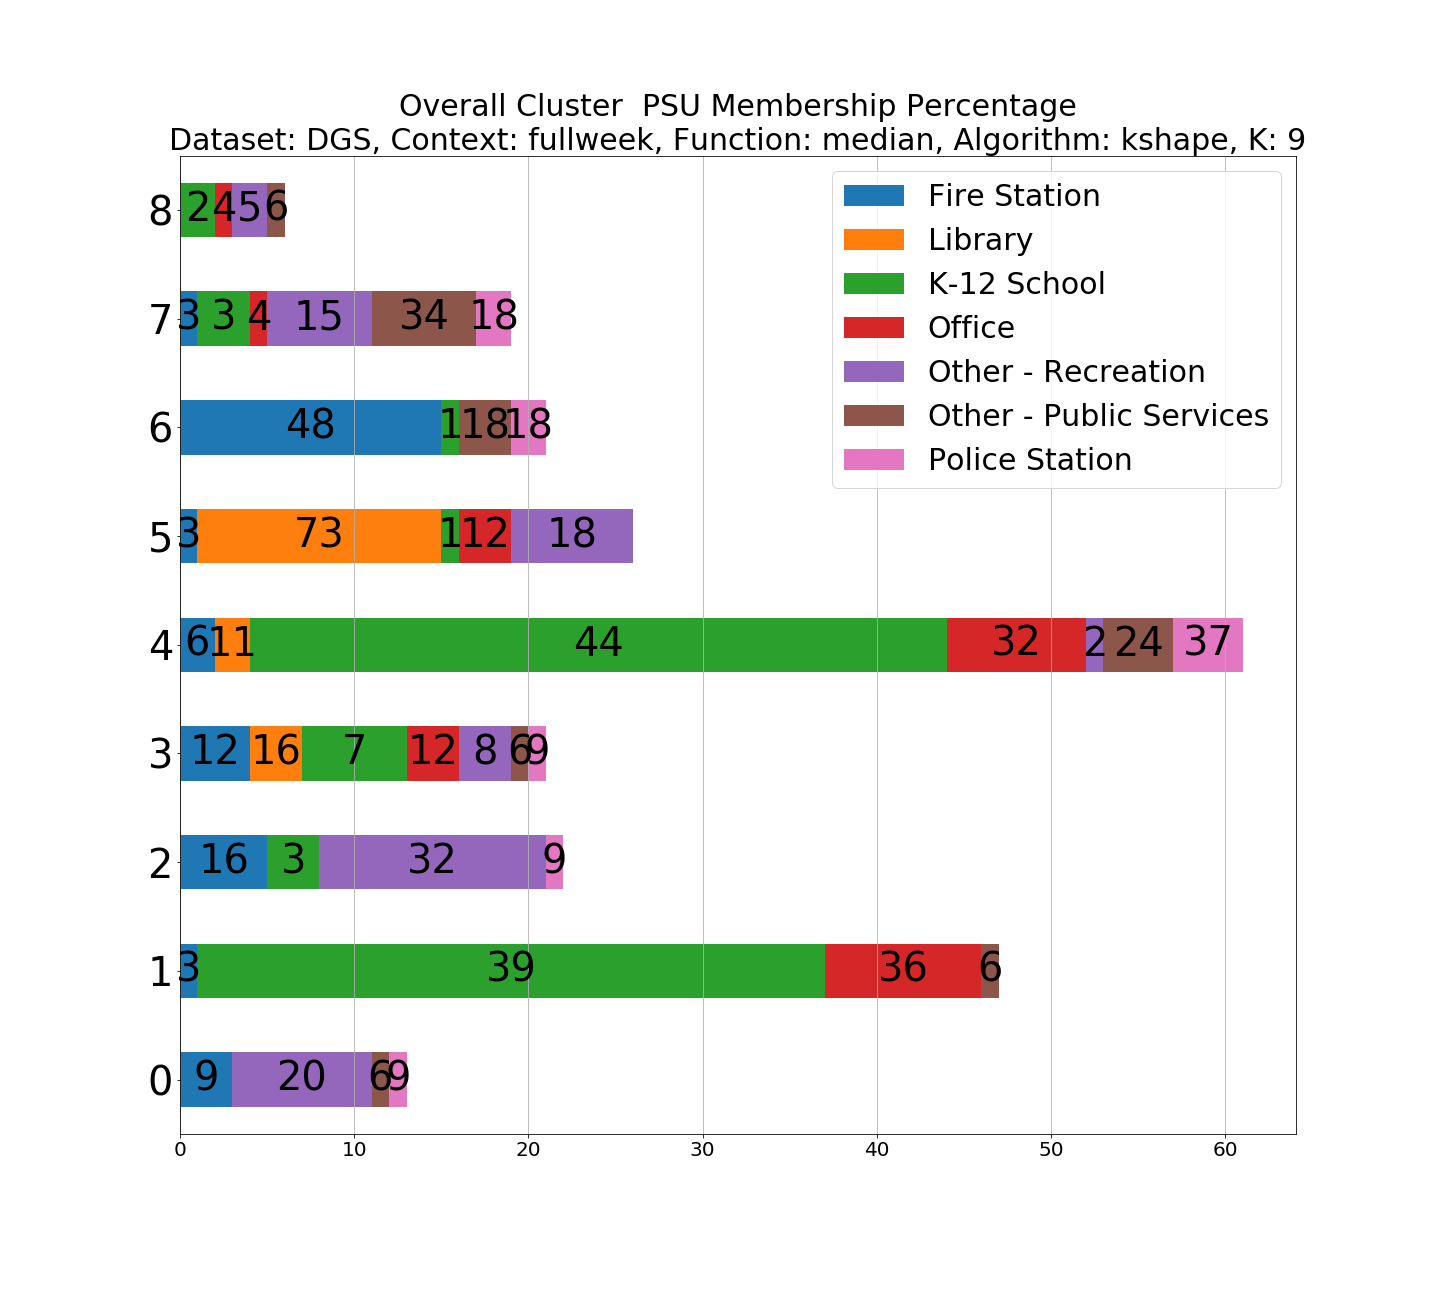 Overall Cluster  PSU Membership Percentage
Dataset: DGS, Context: fullweek, Function: median, Algorithm: kshape, K: 9
Fire Station
Library
K-12 School
Office
Other - Recreation
Other - Public Services
Police Station
8 2 4 5 6
7 3 3 4 15 34 18
6 48 1 18 18
5 3 73 1 12 18
4 6 11 44 32 2 24 37
3 12 16 7 12 8 6 9
2 16 3 32 9
1 3 39 36 6
0 9 20 6 9
0 10 20 30 40 50 60